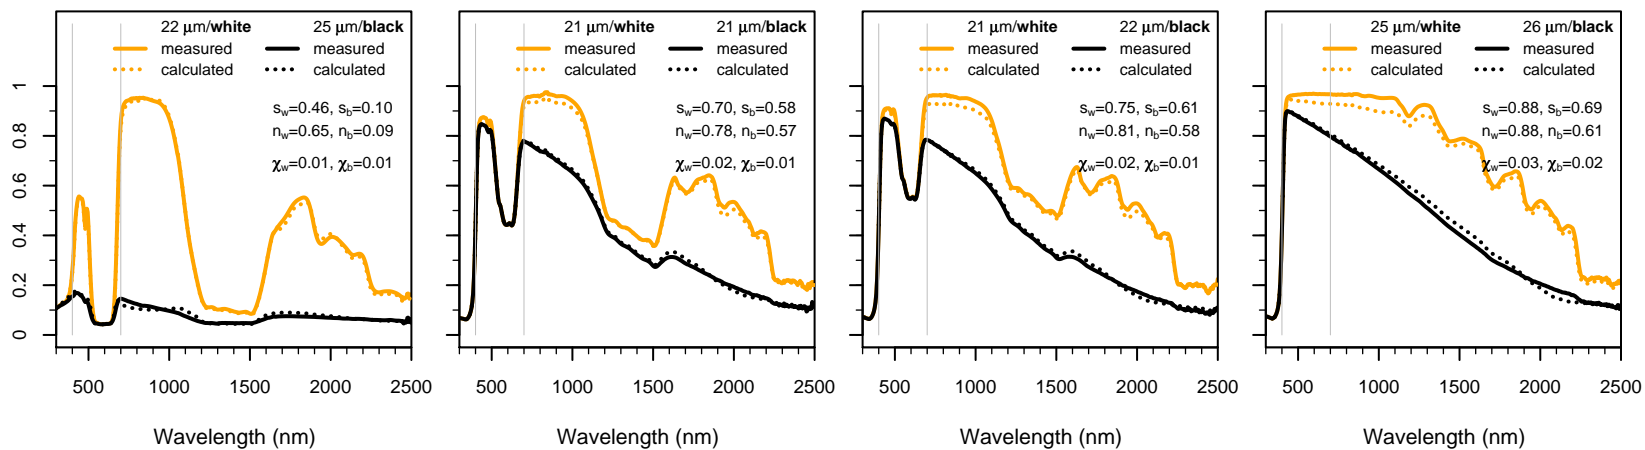 22 μm/white 25 μm/black
measured measured
calculated calculated
s_w=0.46, s_b=0.10
n_w=0.65, n_b=0.09
χ_w=0.01, χ_b=0.01
0 0.2 0.4 0.6 0.8 1
500 1000 1500 2000 2500
Wavelength (nm)
21 μm/white 21 μm/black
measured measured
calculated calculated
s_w=0.70, s_b=0.58
n_w=0.78, n_b=0.57
χ_w=0.02, χ_b=0.01
500 1000 1500 2000 2500
Wavelength (nm)
21 μm/white 22 μm/black
measured measured
calculated calculated
s_w=0.75, s_b=0.61
n_w=0.81, n_b=0.58
χ_w=0.02, χ_b=0.01
500 1000 1500 2000 2500
Wavelength (nm)
25 μm/white 26 μm/black
measured measured
calculated calculated
s_w=0.88, s_b=0.69
n_w=0.88, n_b=0.61
χ_w=0.03, χ_b=0.02
500 1000 1500 2000 2500
Wavelength (nm)